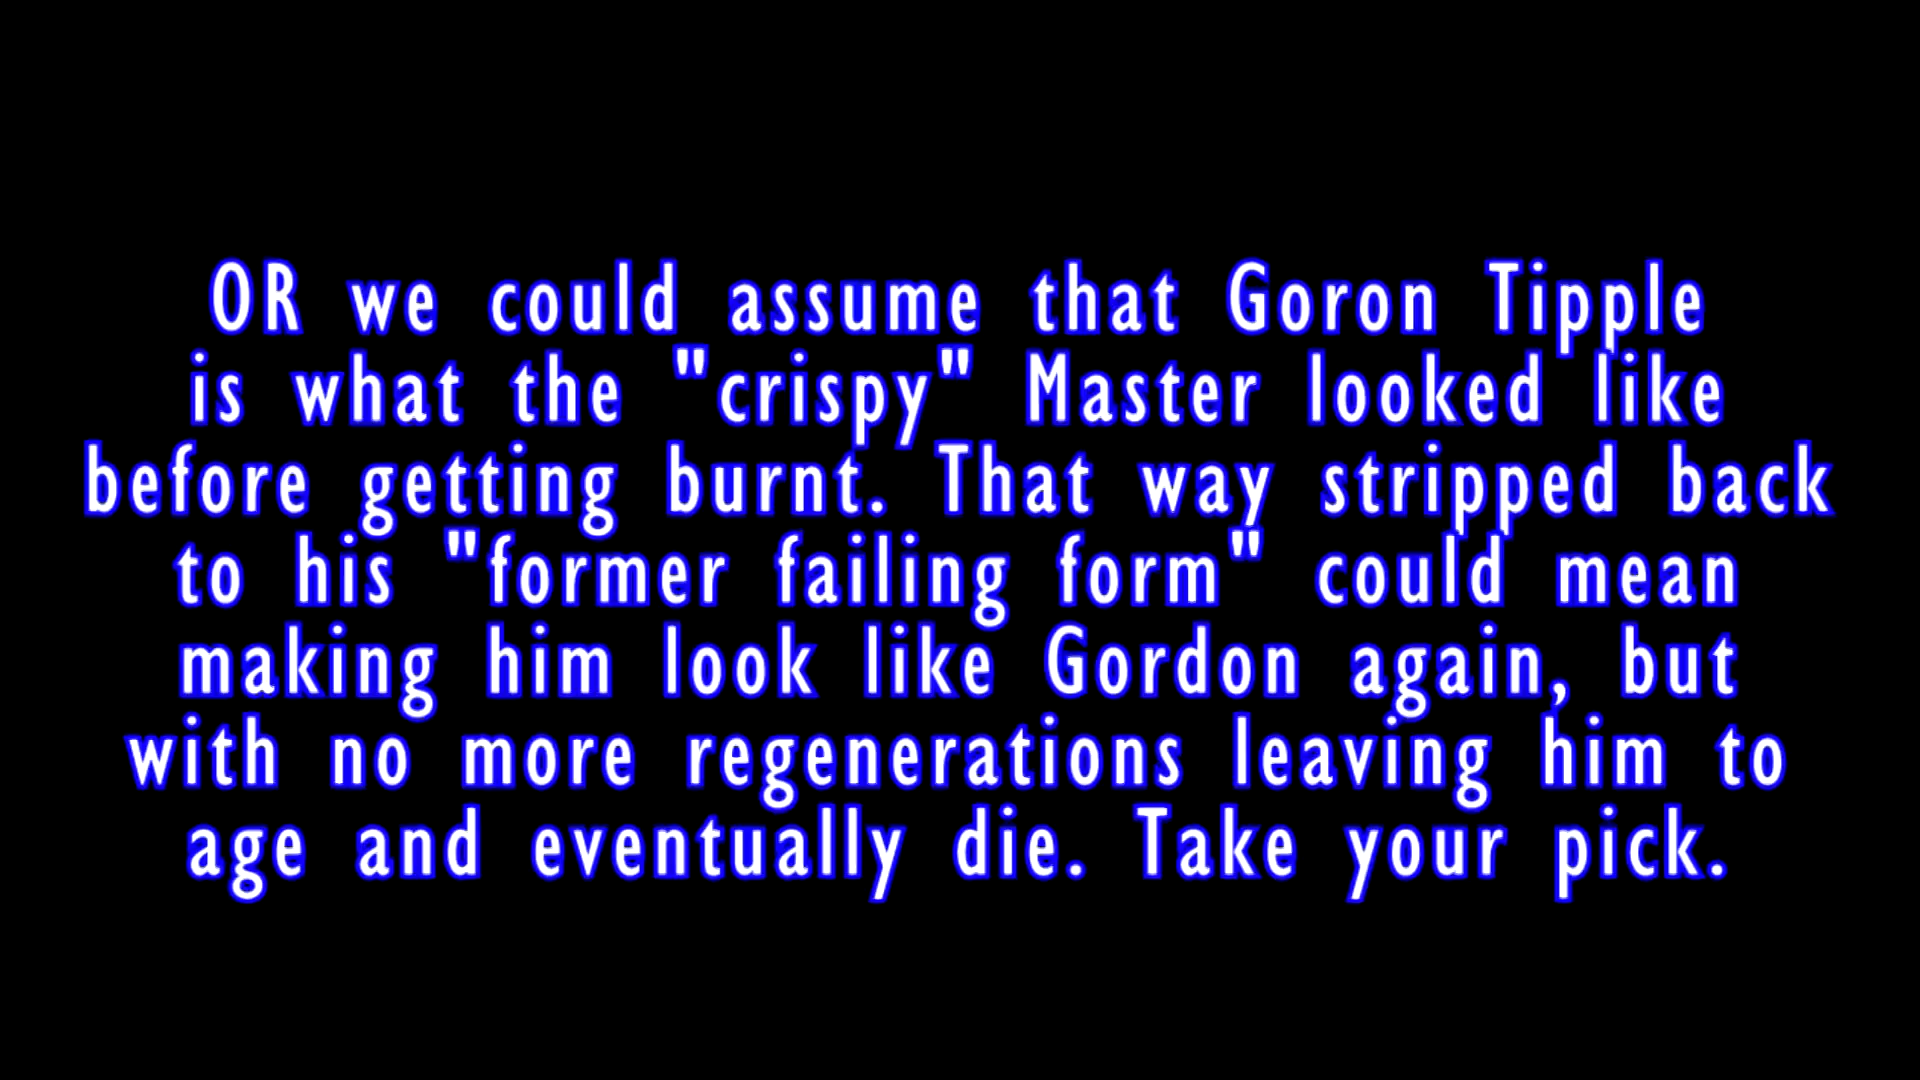 OR we could assume that Goron Tipple
is what the "crispy" Master looked like
before getting burnt. That way stripped back
to his "former failing form" could mean
making him look like Gordon again, but
with no more regenerations leaving him to
age and eventually die. Take your pick.